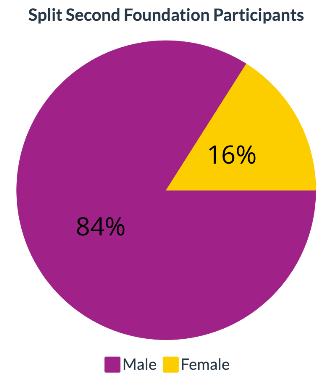 Split Second Foundation Participants
16%
84%
Male Female